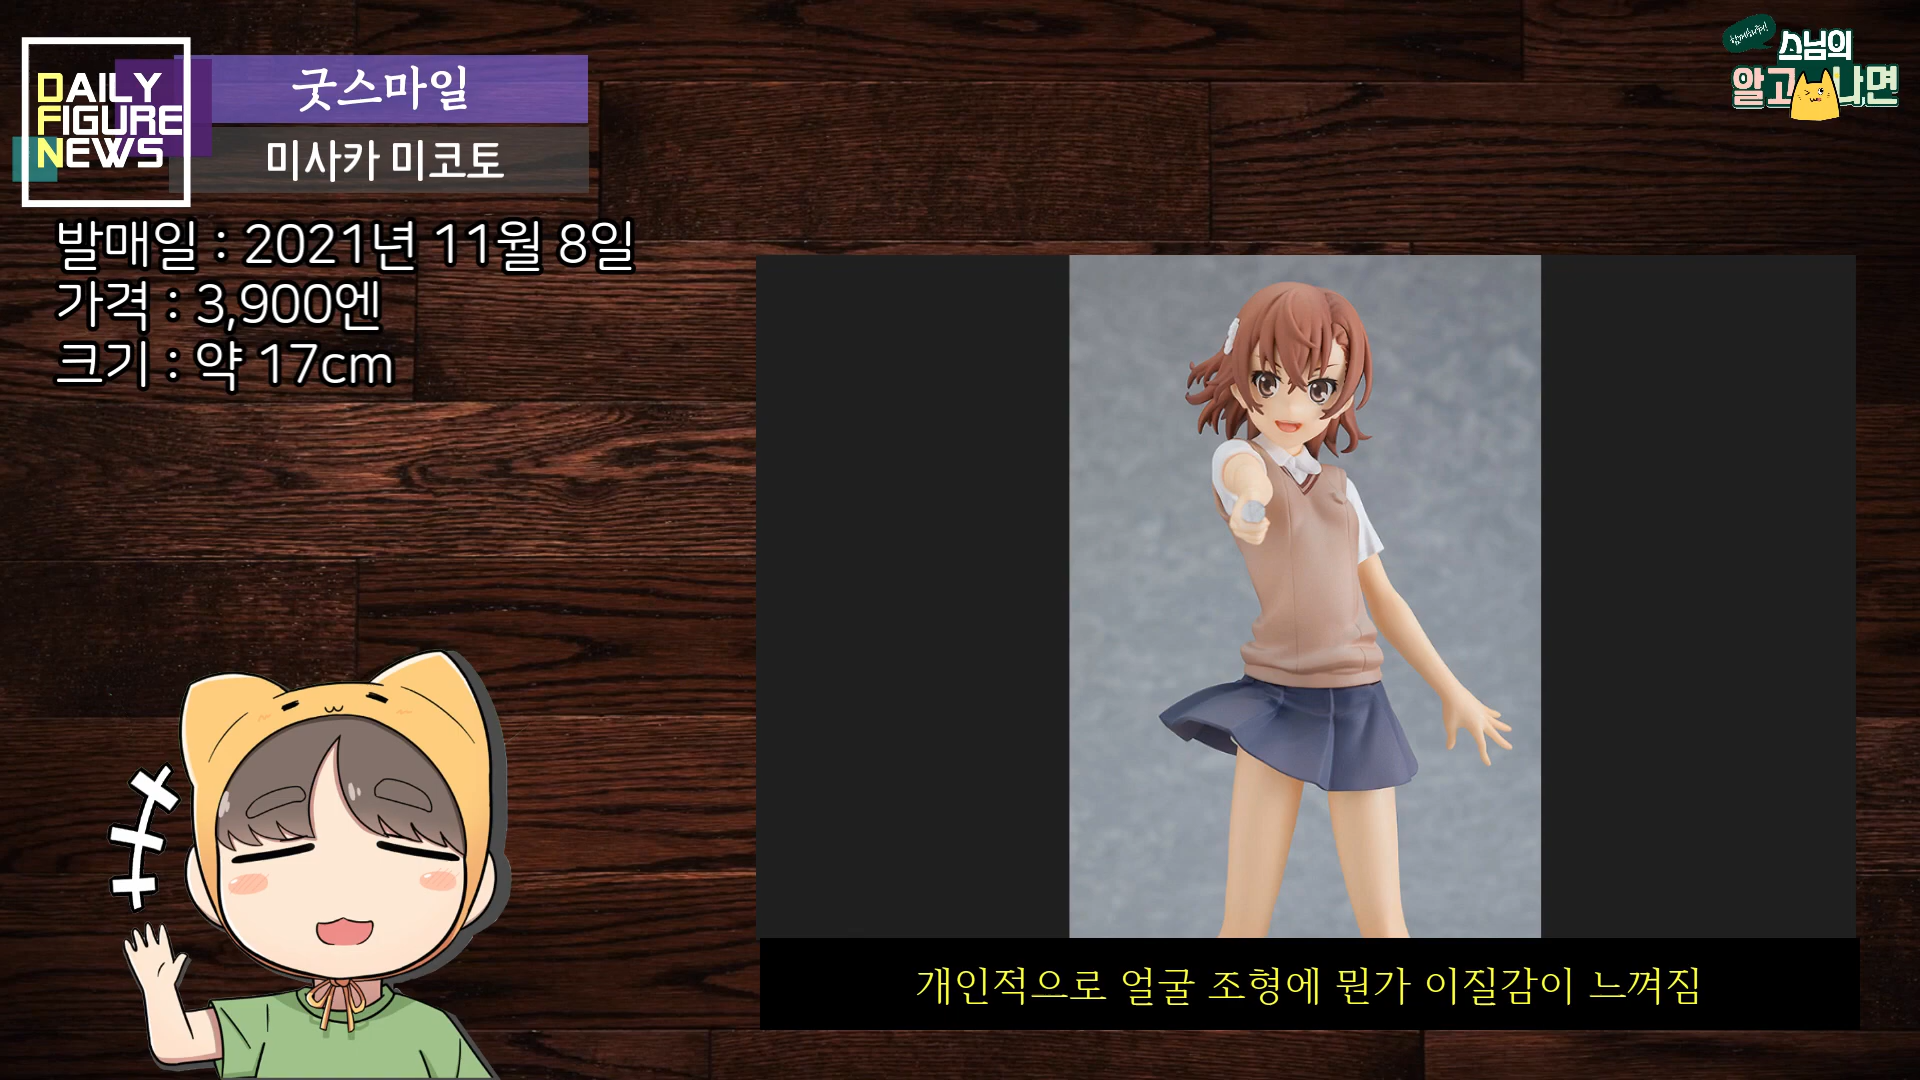 DAILY
FIGURE
NEWS
굿스마일
미사카 미코토
발매일 : 2021년 11월 8일
가격 : 3,900엔
크기 : 약 17cm
스님의
알고 나면
개인적으로 얼굴 조형에 뭔가 이질감이 느껴짐